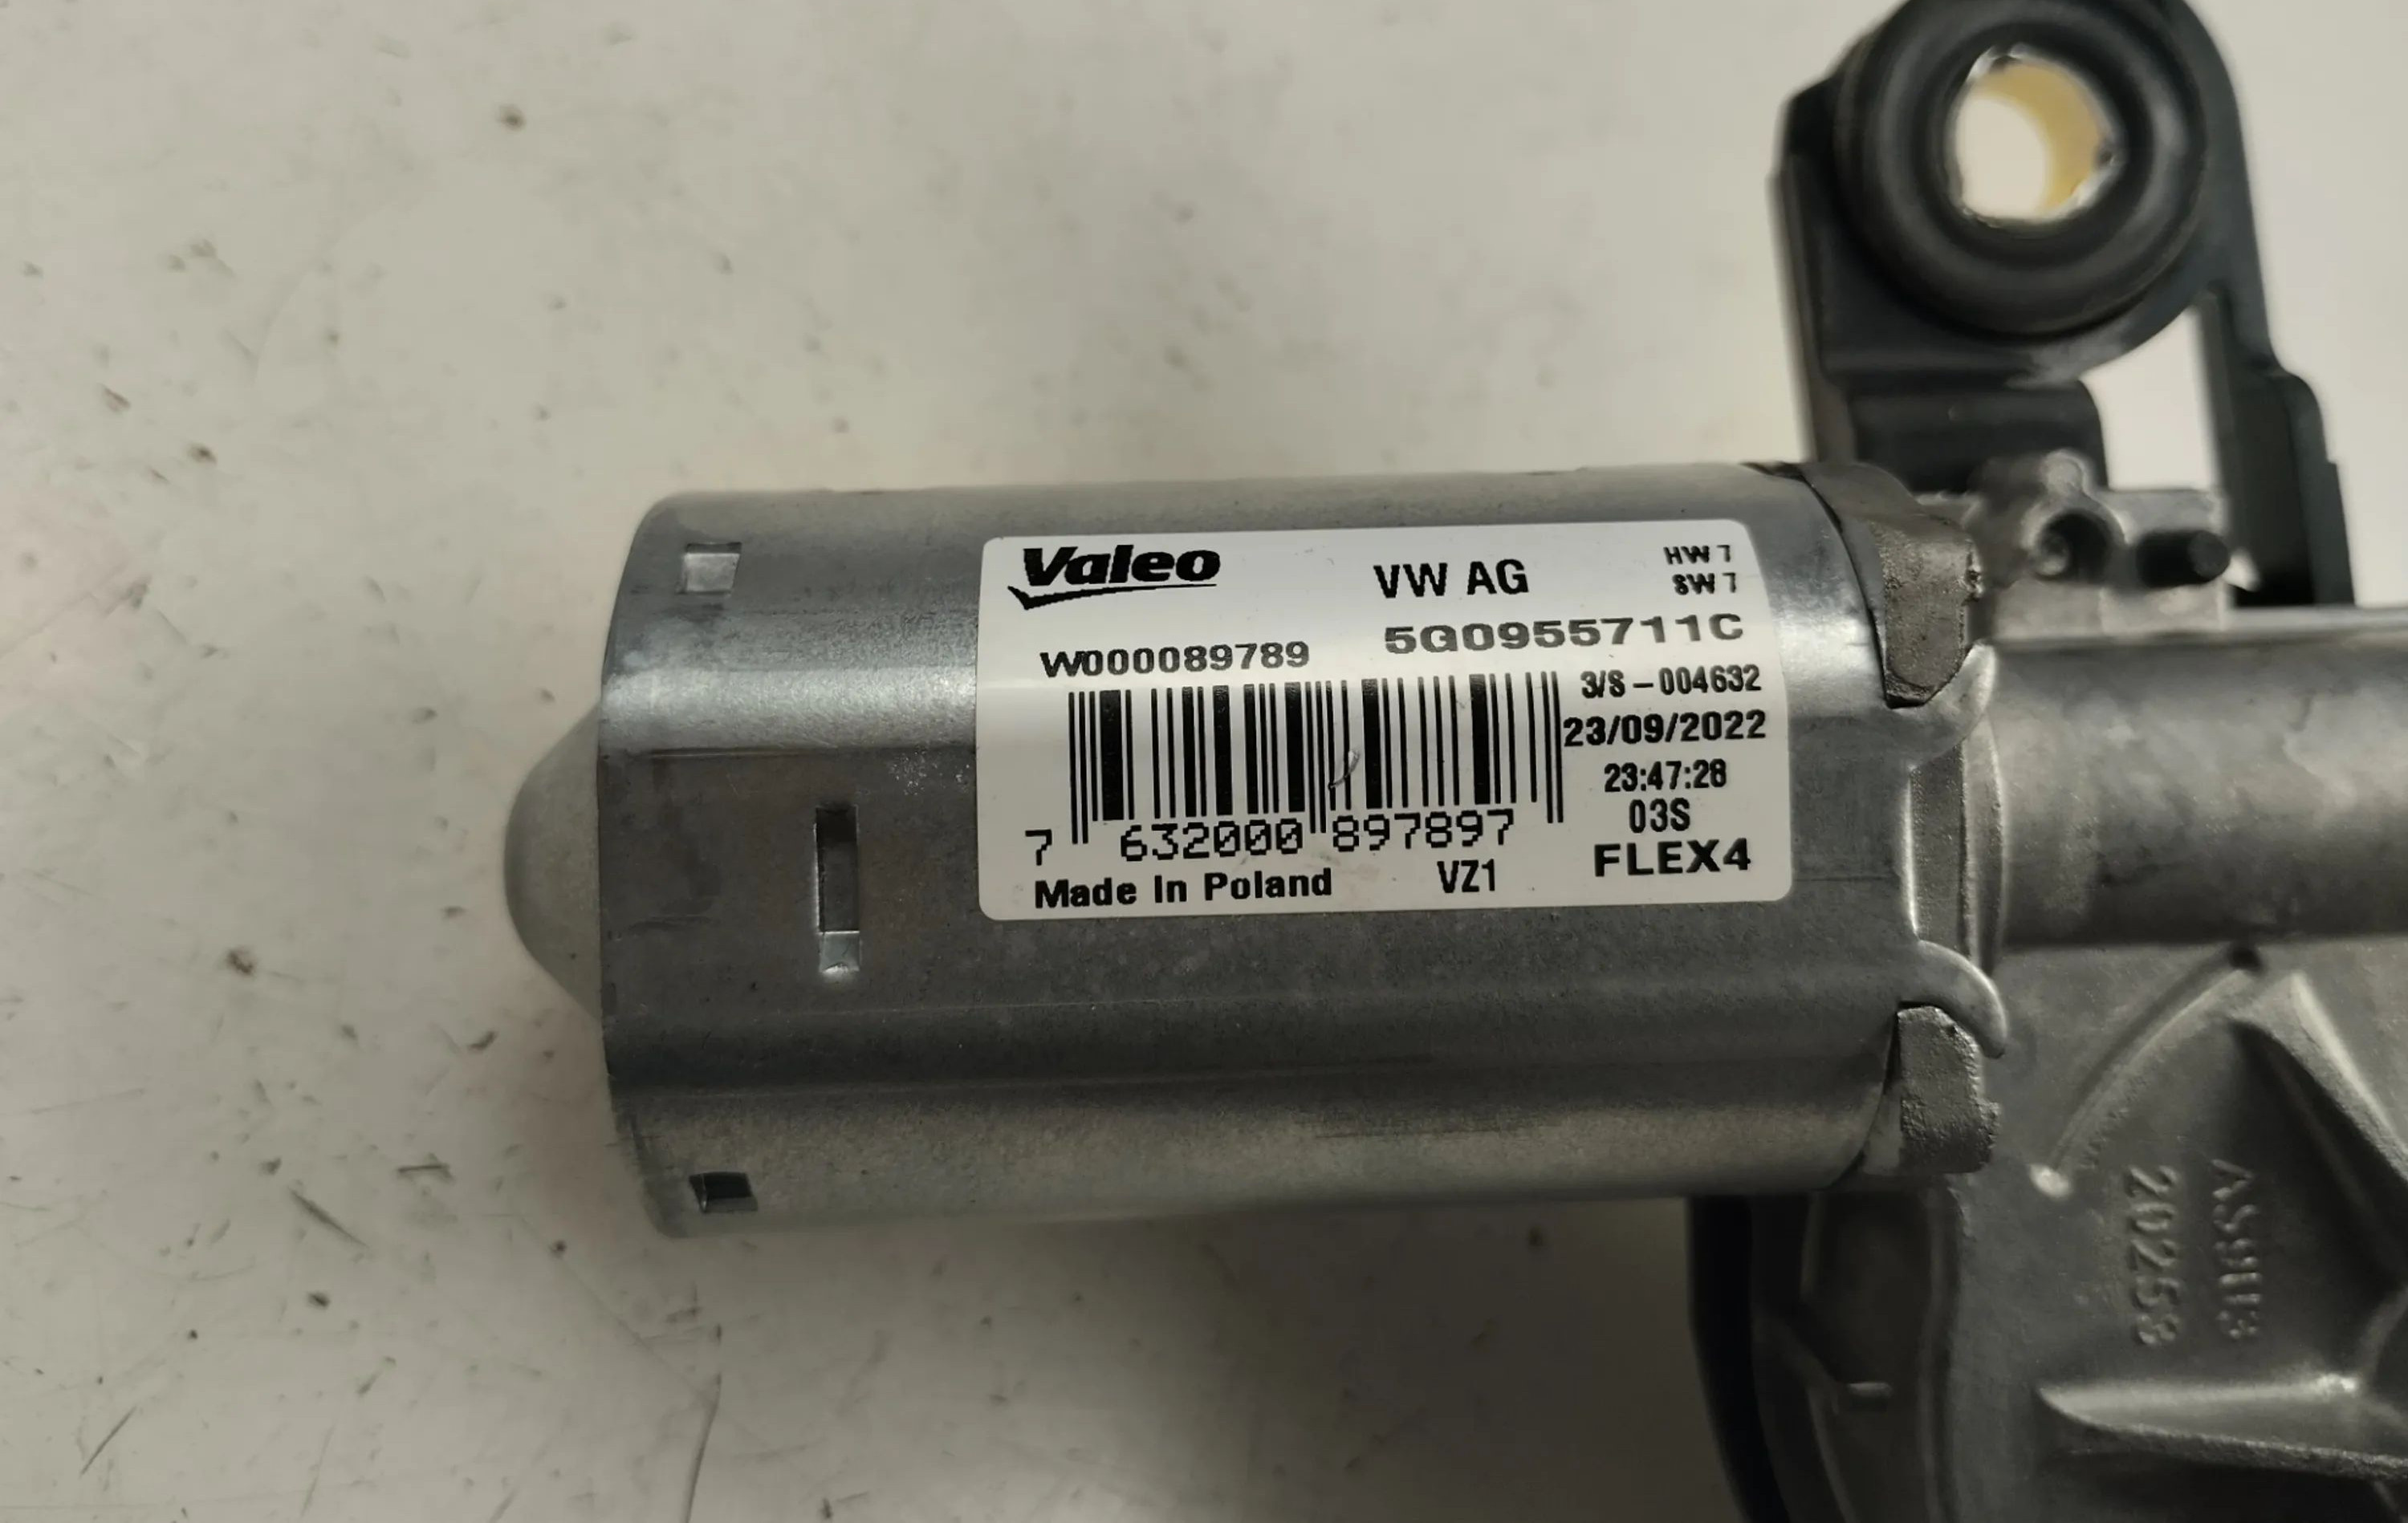 Valeo
VW AG
HW 7
SW 7
W000089789
5G0955711C
3/S-004632
23/09/2022
23:47:28
03S
7 632000 897897
FLEX4
Made In Poland
VZ1
20258